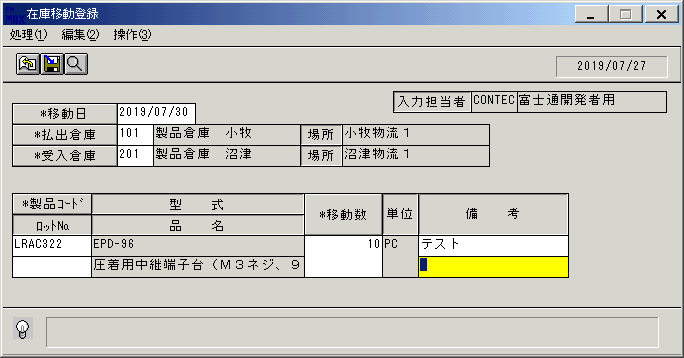 在庫移動登録
処理(1) 編集(2) 操作(3)
2019/07/27
入力担当者 CONTEC 富士通開発者用
*移動日 2019/07/30
*払出倉庫 101 製品倉庫 小牧 場所 小牧物流1
*受入倉庫 201 製品倉庫 沼津 場所 沼津物流1
*製品コード 型 式 *移動数 単位 備 考
ロットNo. 品 名
LRAC322 EPD-96 10 PC テスト
圧着用中継端子台(M3ネジ、9